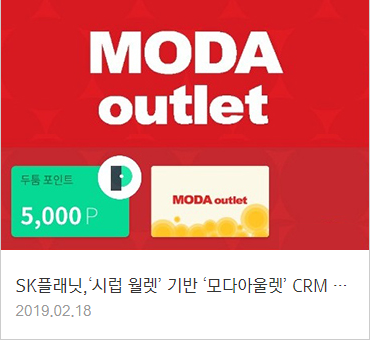 MODA
outlet
두툼 포인트
5,000 P
MODA outlet
SK플래닛,‘시럽 월렛’ 기반 ‘모다아울렛’ CRM …
2019.02.18